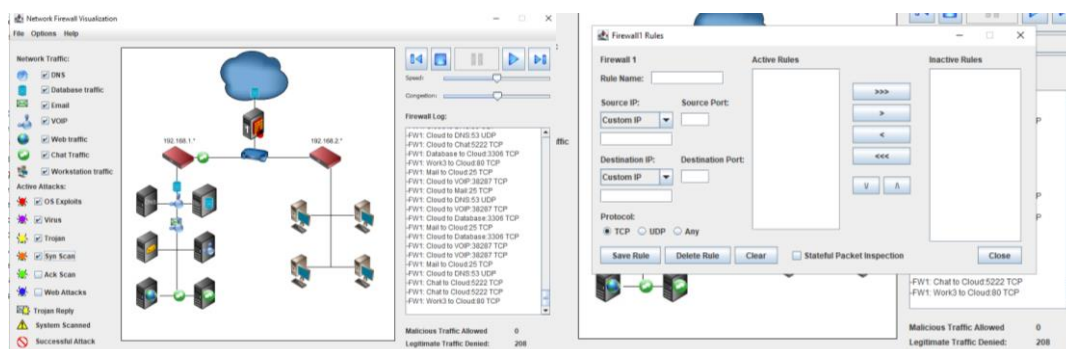 Network Firewall Visualization
File Options Help
Network Traffic:
DNS
Database traffic
Email
VOIP
Web traffic
Chat Traffic
Workstation traffic
Active Attacks:
OS Exploits
Virus
Trojan
Syn Scan
Ack Scan
Web Attacks
Trojan Reply
System Scanned
Successful Attack
1
192.168.1.*
192.168.2.*
Speed:
Congestion:
Firewall Log:
-FW1: Cloud to DNS:53 UDP
-FW1: Cloud to Chat:5222 TCP
-FW1: Database to Cloud:3306 TCP
-FW1: Work3 to Cloud:80 TCP
-FW1: Mail to Cloud:25 TCP
-FW1: Cloud to VOIP:38287 TCP
-FW1: Cloud to Mail:25 TCP
-FW1: Cloud to DNS:53 UDP
-FW1: Cloud to VOIP:38287 TCP
-FW1: Cloud to Database:3306 TCP
-FW1: Mail to Cloud:25 TCP
-FW1: Cloud to VOIP:38287 TCP
-FW1: Cloud to VOIP:38287 TCP
-FW1: Mail to Cloud:25 TCP
-FW1: Cloud to DNS:53 UDP
-FW1: Chat to Cloud:5222 TCP
-FW1: Chat to Cloud:5222 TCP
-FW1: Work3 to Cloud:80 TCP
Malicious Traffic Allowed 0
Legitimate Traffic Denied: 208
ffic
Firewall1 Rules
Firewall 1
Rule Name:
Source IP: Source Port:
Custom IP
Destination IP: Destination Port:
Custom IP
Protocol:
TCP UDP Any
Save Rule Delete Rule Clear
Active Rules
>>>
>
<
<<<
V Λ
Inactive Rules
Stateful Packet Inspection
Close
P
P
-FW1: Chat to Cloud:5222 TCP
-FW1: Work3 to Cloud:80 TCP
Malicious Traffic Allowed 0
Legitimate Traffic Denied: 208